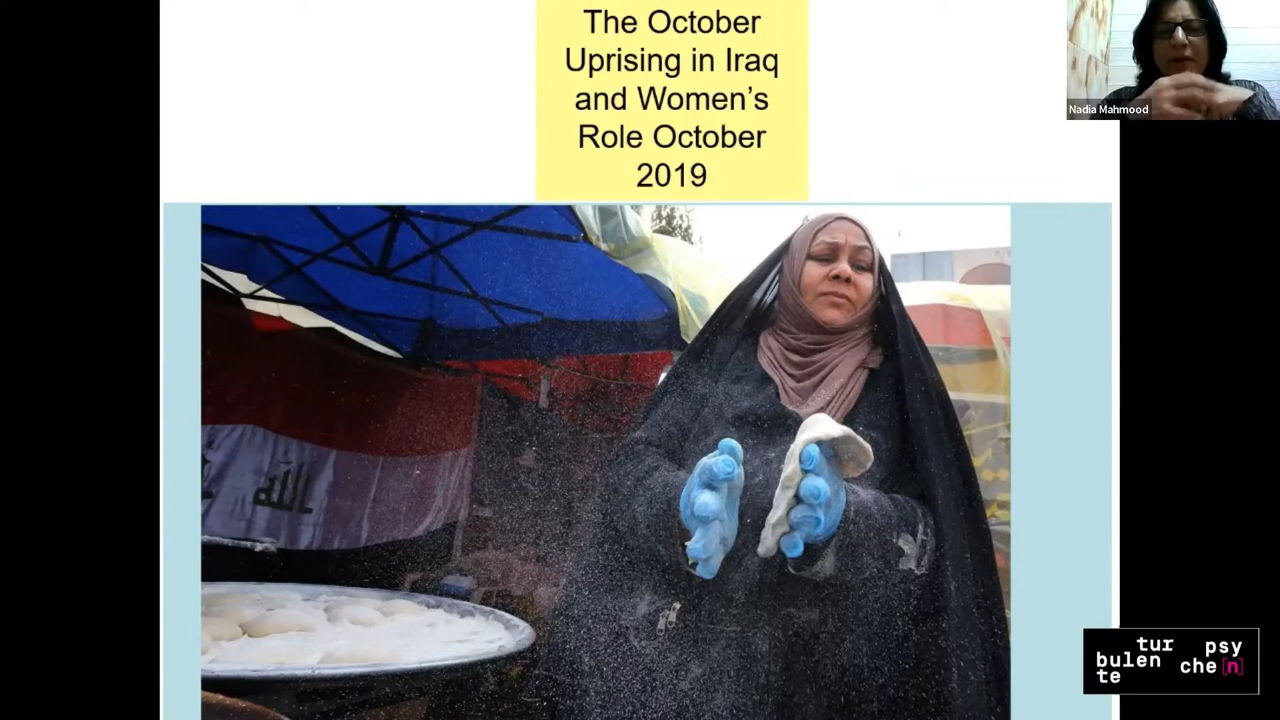 The October
Uprising in Iraq
and Women's
Role October
2019
Nadia Mahmood
الله
tur
bulen
te
psy
che[n]